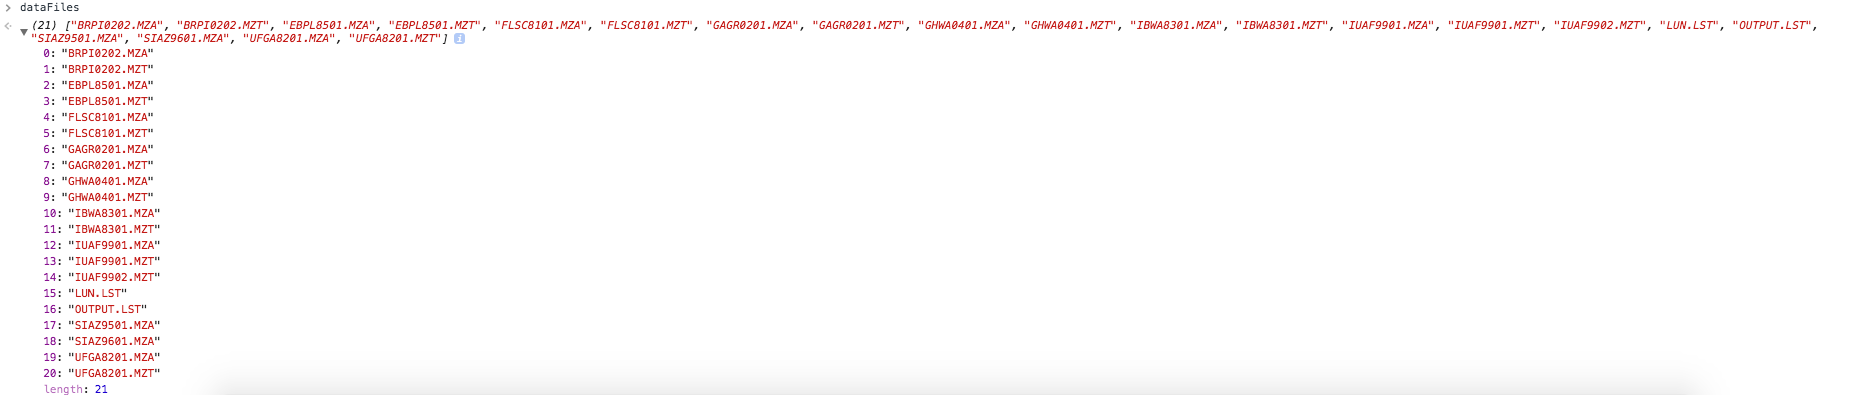 dataFiles
(21) ["BRPI0202.MZA", "BRPI0202.MZT", "EBPL8501.MZA", "EBPL8501.MZT", "FLSC8101.MZA", "FLSC8101.MZT", "GAGR0201.MZA", "GAGR0201.MZT", "GHWA0401.MZA", "GHWA0401.MZT", "IBWA8301.MZA", "IBWA8301.MZT", "IUAF9901.MZA", "IUAF9901.MZT", "IUAF9902.MZT", "LUN.LST", "OUTPUT.LST",
"SIAZ9501.MZA", "SIAZ9601.MZA", "UFGA8201.MZA", "UFGA8201.MZT"] i
0: "BRPI0202.MZA"
1: "BRPI0202.MZT"
2: "EBPL8501.MZA"
3: "EBPL8501.MZT"
4: "FLSC8101.MZA"
5: "FLSC8101.MZT"
6: "GAGR0201.MZA"
7: "GAGR0201.MZT"
8: "GHWA0401.MZA"
9: "GHWA0401.MZT"
10: "IBWA8301.MZA"
11: "IBWA8301.MZT"
12: "IUAF9901.MZA"
13: "IUAF9901.MZT"
14: "IUAF9902.MZT"
15: "LUN.LST"
16: "OUTPUT.LST"
17: "SIAZ9501.MZA"
18: "SIAZ9601.MZA"
19: "UFGA8201.MZA"
20: "UFGA8201.MZT"
length: 21